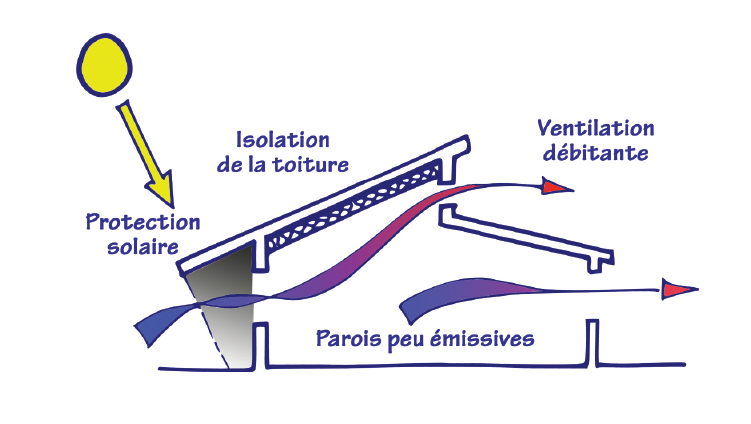 Isolation
de la toiture
Ventilation
débitante
Protection
solaire
Parois peu émissives